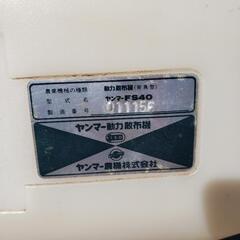 農業機械の種類 動力散布機(背負型)
型式名 ヤンマーFS40
製造番号 011156
ヤンマー動力散布機
ヤンマー農機株式会社